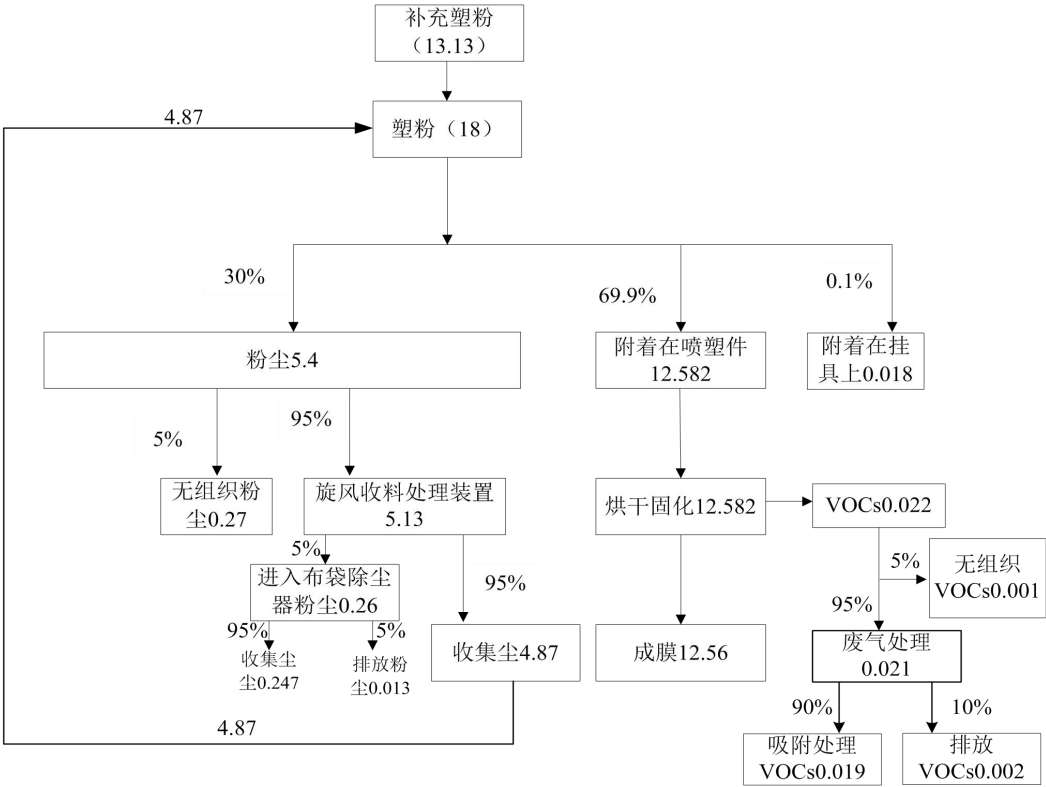 补充塑粉
（13.13）
4.87
塑粉（18）
30%
69.9%
0.1%
粉尘5.4
附着在喷塑件
12.582
附着在挂
具上0.018
5%
95%
无组织粉
尘0.27
旋风收料处理装置
5.13
烘干固化12.582
VOCs0.022
5%
进入布袋除尘
器粉尘0.26
95%
5%
无组织
VOCs0.001
95%
95%
5%
收集尘
尘0.247
排放粉
尘0.013
收集尘4.87
成膜12.56
废气处理
0.021
4.87
90%
10%
吸附处理
VOCs0.019
排放
VOCs0.002